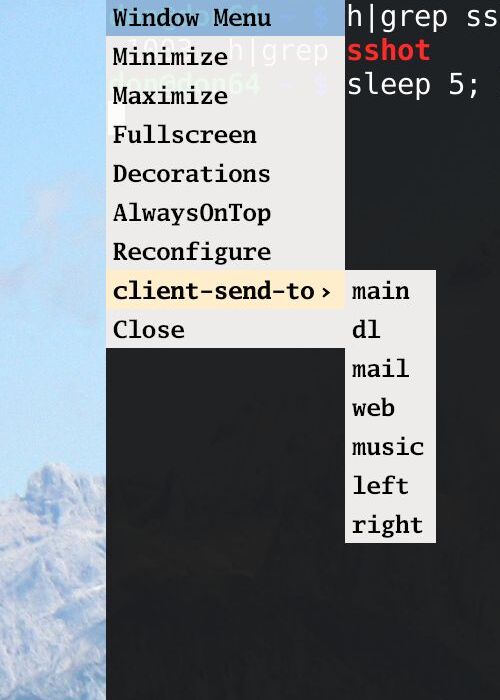 Window Menu
h|grep ss
Minimize
h|grep sshot
Maximize
sleep 5;
Fullscreen
Decorations
AlwaysOnTop
Reconfigure
client-send-to ›
main
Close
dl
mail
web
music
left
right